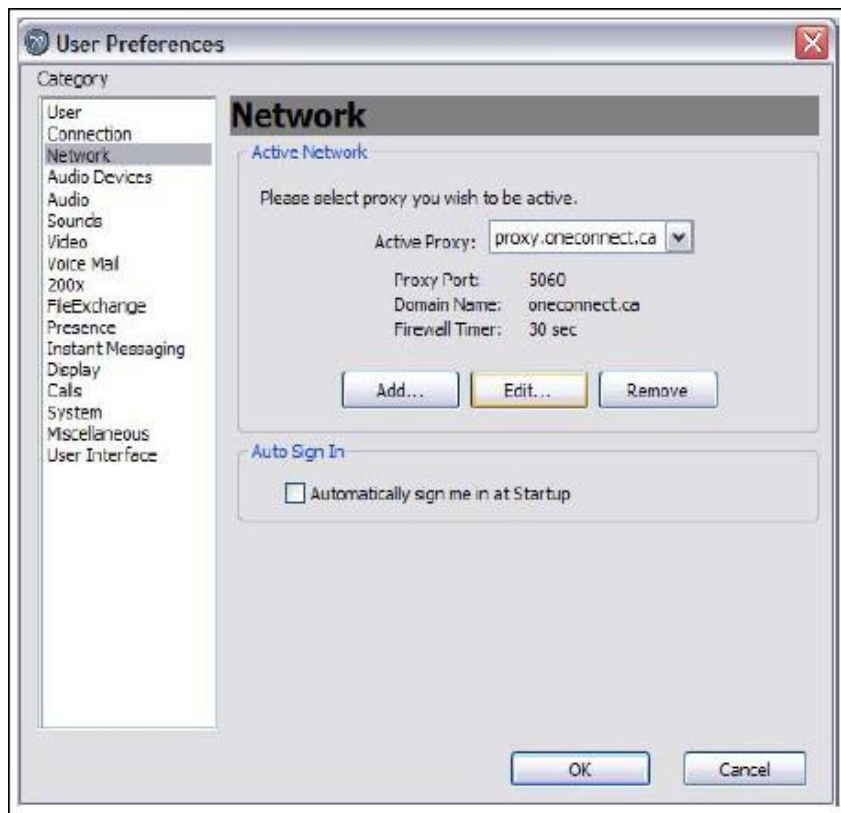 User Preferences
Category
User
Connection
Network
Audio Devices
Audio
Sounds
Video
Voice Mail
200x
FileExchange
Presence
Instant Messaging
Display
Calls
System
Miscellaneous
User Interface
Network
Active Network
Please select proxy you wish to be active.
Active Proxy: proxy.oneconnect.ca
Proxy Port: 5060
Domain Name: oneconnect.ca
Firewall Timer: 30 sec
Add... Edit... Remove
Auto Sign In
Automatically sign me in at Startup
OK Cancel